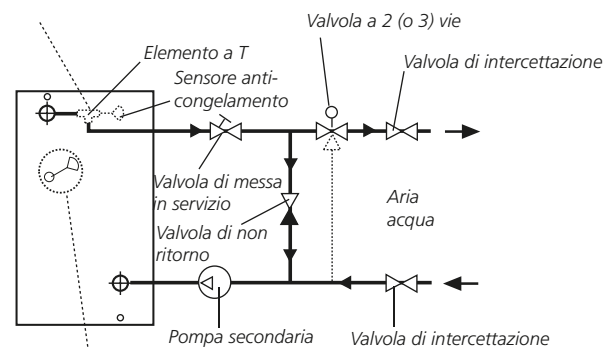 Valvola a 2 (o 3) vie
Elemento a T
Sensore anti-
congelamento
Valvola di intercettazione
Valvola di messa
in servizio
Valvola di non
ritorno
Aria
acqua
Pompa secondaria
Valvola di intercettazione